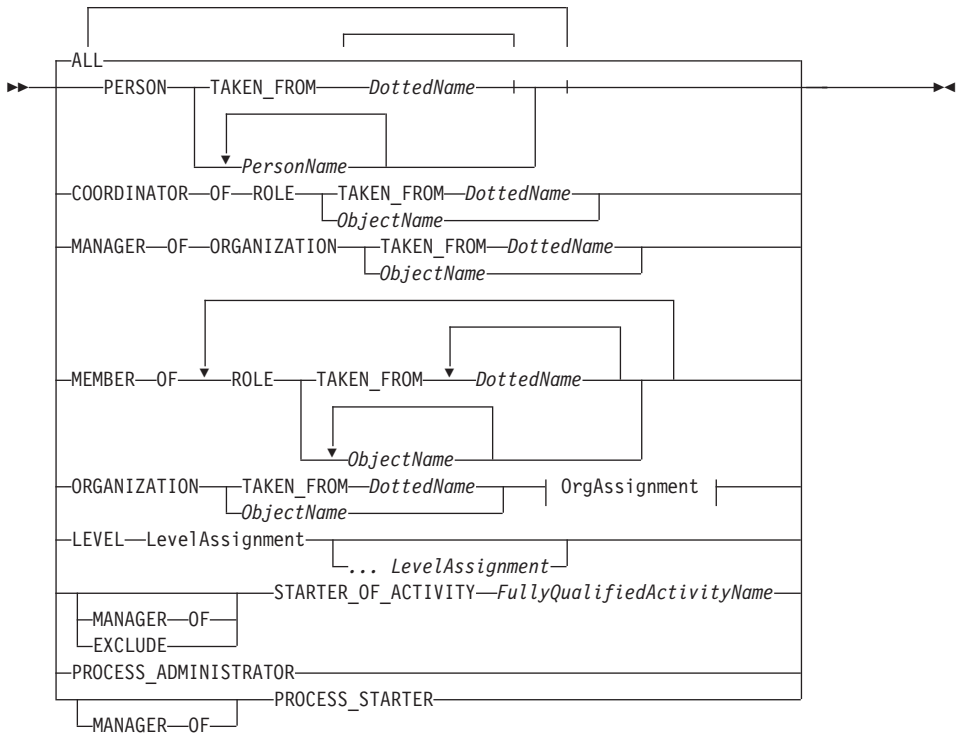 ALL
PERSON TAKEN_FROM DottedName
PersonName
COORDINATOR OF ROLE TAKEN_FROM DottedName
ObjectName
MANAGER OF ORGANIZATION TAKEN_FROM DottedName
ObjectName
MEMBER OF ROLE TAKEN_FROM DottedName
ObjectName
ORGANIZATION TAKEN_FROM DottedName OrgAssignment
ObjectName
LEVEL LevelAssignment
... LevelAssignment
STARTER_OF_ACTIVITY FullyQualifiedActivityName
MANAGER OF
EXCLUDE
PROCESS_ADMINISTRATOR
PROCESS_STARTER
MANAGER OF